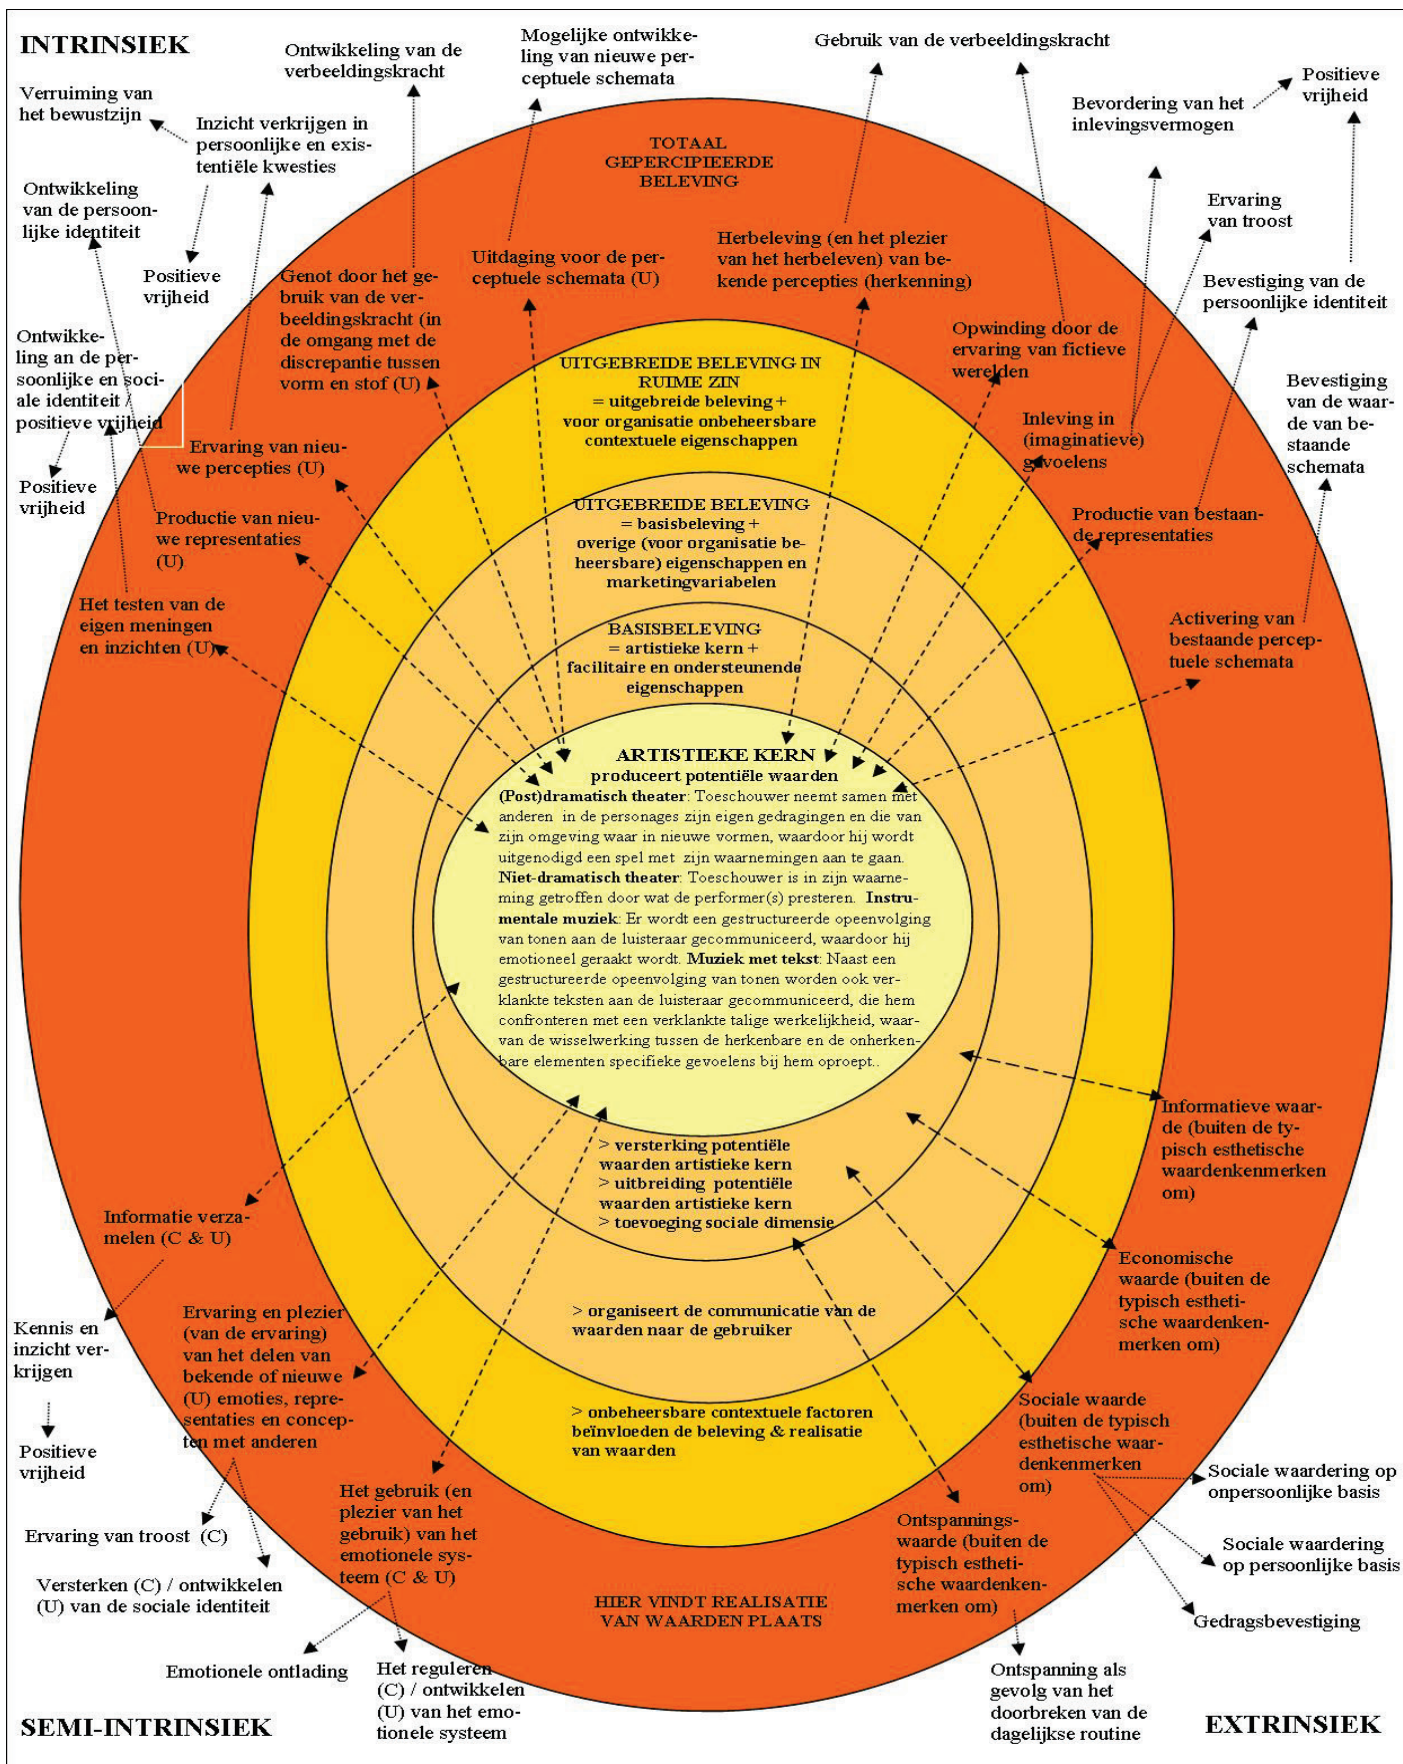 INTRINSIEK
Verruiming van
het bewustzijn
Inzicht verkrijgen in
persoonlijke en exis-
tentiële kwesties
Ontwikkeling van de
verbeeldingskracht
Mogelijke ontwikke-
ling van nieuwe per-
ceptuele schemata
Gebruik van de verbeeldingskracht
Bevordering van het
inlevingsvermogen
Positieve
vrijheid
Ontwikkeling
van de persoon-
lijke identiteit
Positieve
vrijheid
Ervaring
van troost
Bevestiging van de
persoonlijke identiteit
TOTAAL
GEPERCIPIEERDE
BELEVING
Genot door het ge-
bruik van de ver-
beeldingskracht (in
de omgang met de
discrepantie tussen
vorm en stof (U)
Uitdaging voor de per-
ceptuele schemata (U)
Herbeleving (en het plezier
van het herbeleven) van be-
kende percepties (herkenning)
Opwinding door de
ervaring van fictieve
werelden
Ontwikke-
ling an de per-
soonlijke en soci-
ale identiteit /
positieve vrijheid
Positieve
vrijheid
Ervaring van nieu-
we percepties (U)
Productie van nieu-
we representaties
(U)
Het testen van de
eigen meningen
en inzichten (U)
Inleving in
(imaginatieve)
gevoelens
Bevestiging
van de waar-
de van be-
staande
schemata
Productie van bestaan-
de representaties
Activering van
bestaande percep-
tuele schemata
UITGEBREIDE BELEVING IN
RUIME ZIN
= uitgebreide beleving +
voor organisatie onbeheersbare
contextuele eigenschappen
UITGEBREIDE BELEVING
= basisbeleving +
overige (voor organisatie be-
heersbare) eigenschappen en
marketingvariabelen
BASISBELEVING
= artistieke kern +
facilitaire en ondersteunende
eigenschappen
ARTISTIEKE KERN
produceert potentiële waarden
(Post)dramatisch theater: Toeschouwer neemt samen met
anderen in de personages zijn eigen gedragingen en die van
zijn omgeving waar in nieuwe vormen, waardoor hij wordt
uitgenodigd een spel met zijn waarnemingen aan te gaan.
Niet-dramatisch theater: Toeschouwer is in zijn waarne-
ming getroffen door wat de performer(s) presteren. Instru-
mentale muziek: Er wordt een gestructureerde opeenvolging
van tonen aan de luisteraar gecommuniceerd, waardoor hij
emotioneel geraakt wordt. Muziek met tekst: Naast een
gestructureerde opeenvolging van tonen worden ook ver-
klankte teksten aan de luisteraar gecommuniceerd, die hem
confronteren met een verklankte talige werkelijkheid, waar-
van de wisselwerking tussen de herkenbare en de onherken-
bare elementen specifieke gevoelens bij hem oproept..
> versterking potentiële
waarden artistieke kern
> uitbreiding potentiële
waarden artistieke kern
> toevoeging sociale dimensie
> organiseert de communicatie van de
waarden naar de gebruiker
> onbeheersbare contextuele factoren
beïnvloeden de beleving & realisatie
van waarden
HIER VINDT REALISATIE
VAN WAARDEN PLAATS
Informatie verza-
melen (C & U)
Kennis en
inzicht ver-
krijgen
Positieve
vrijheid
Ervaring en plezier
(van de ervaring)
van het delen van
bekende of nieuwe
(U) emoties, repre-
sentaties en concep-
ten met anderen
Ervaring van troost (C)
Versterken (C) / ontwikkelen
(U) van de sociale identiteit
Het gebruik (en
plezier van het
gebruik) van het
emotionele sys-
teem (C & U)
Emotionele ontlading
Het reguleren
(C) / ontwikkelen
(U) van het emo-
tionele systeem
Informatieve waar-
de (buiten de ty-
pisch esthetische
waardenkenmerken
om)
Economische
waarde (buiten de
typisch estheti-
sche waardenken-
merken om)
Sociale waarde
(buiten de typisch
esthetische waar-
denkenmerken
om)
Sociale waardering op
onpersoonlijke basis
Sociale waardering
op persoonlijke basis
Gedragsbevestiging
Ontspannings-
waarde (buiten de
typisch estheti-
sche waardenken-
merken om)
Ontspanning als
gevolg van het
doorbreken van de
dagelijkse routine
SEMI-INTRINSIEK
EXTRINSIEK